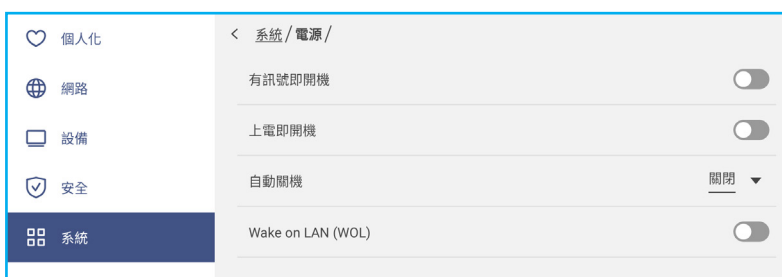 個人化
網路
設備
安全
系統
系統/電源/
有訊號即開機
上電即開機
自動關機 關閉
Wake on LAN (WOL)